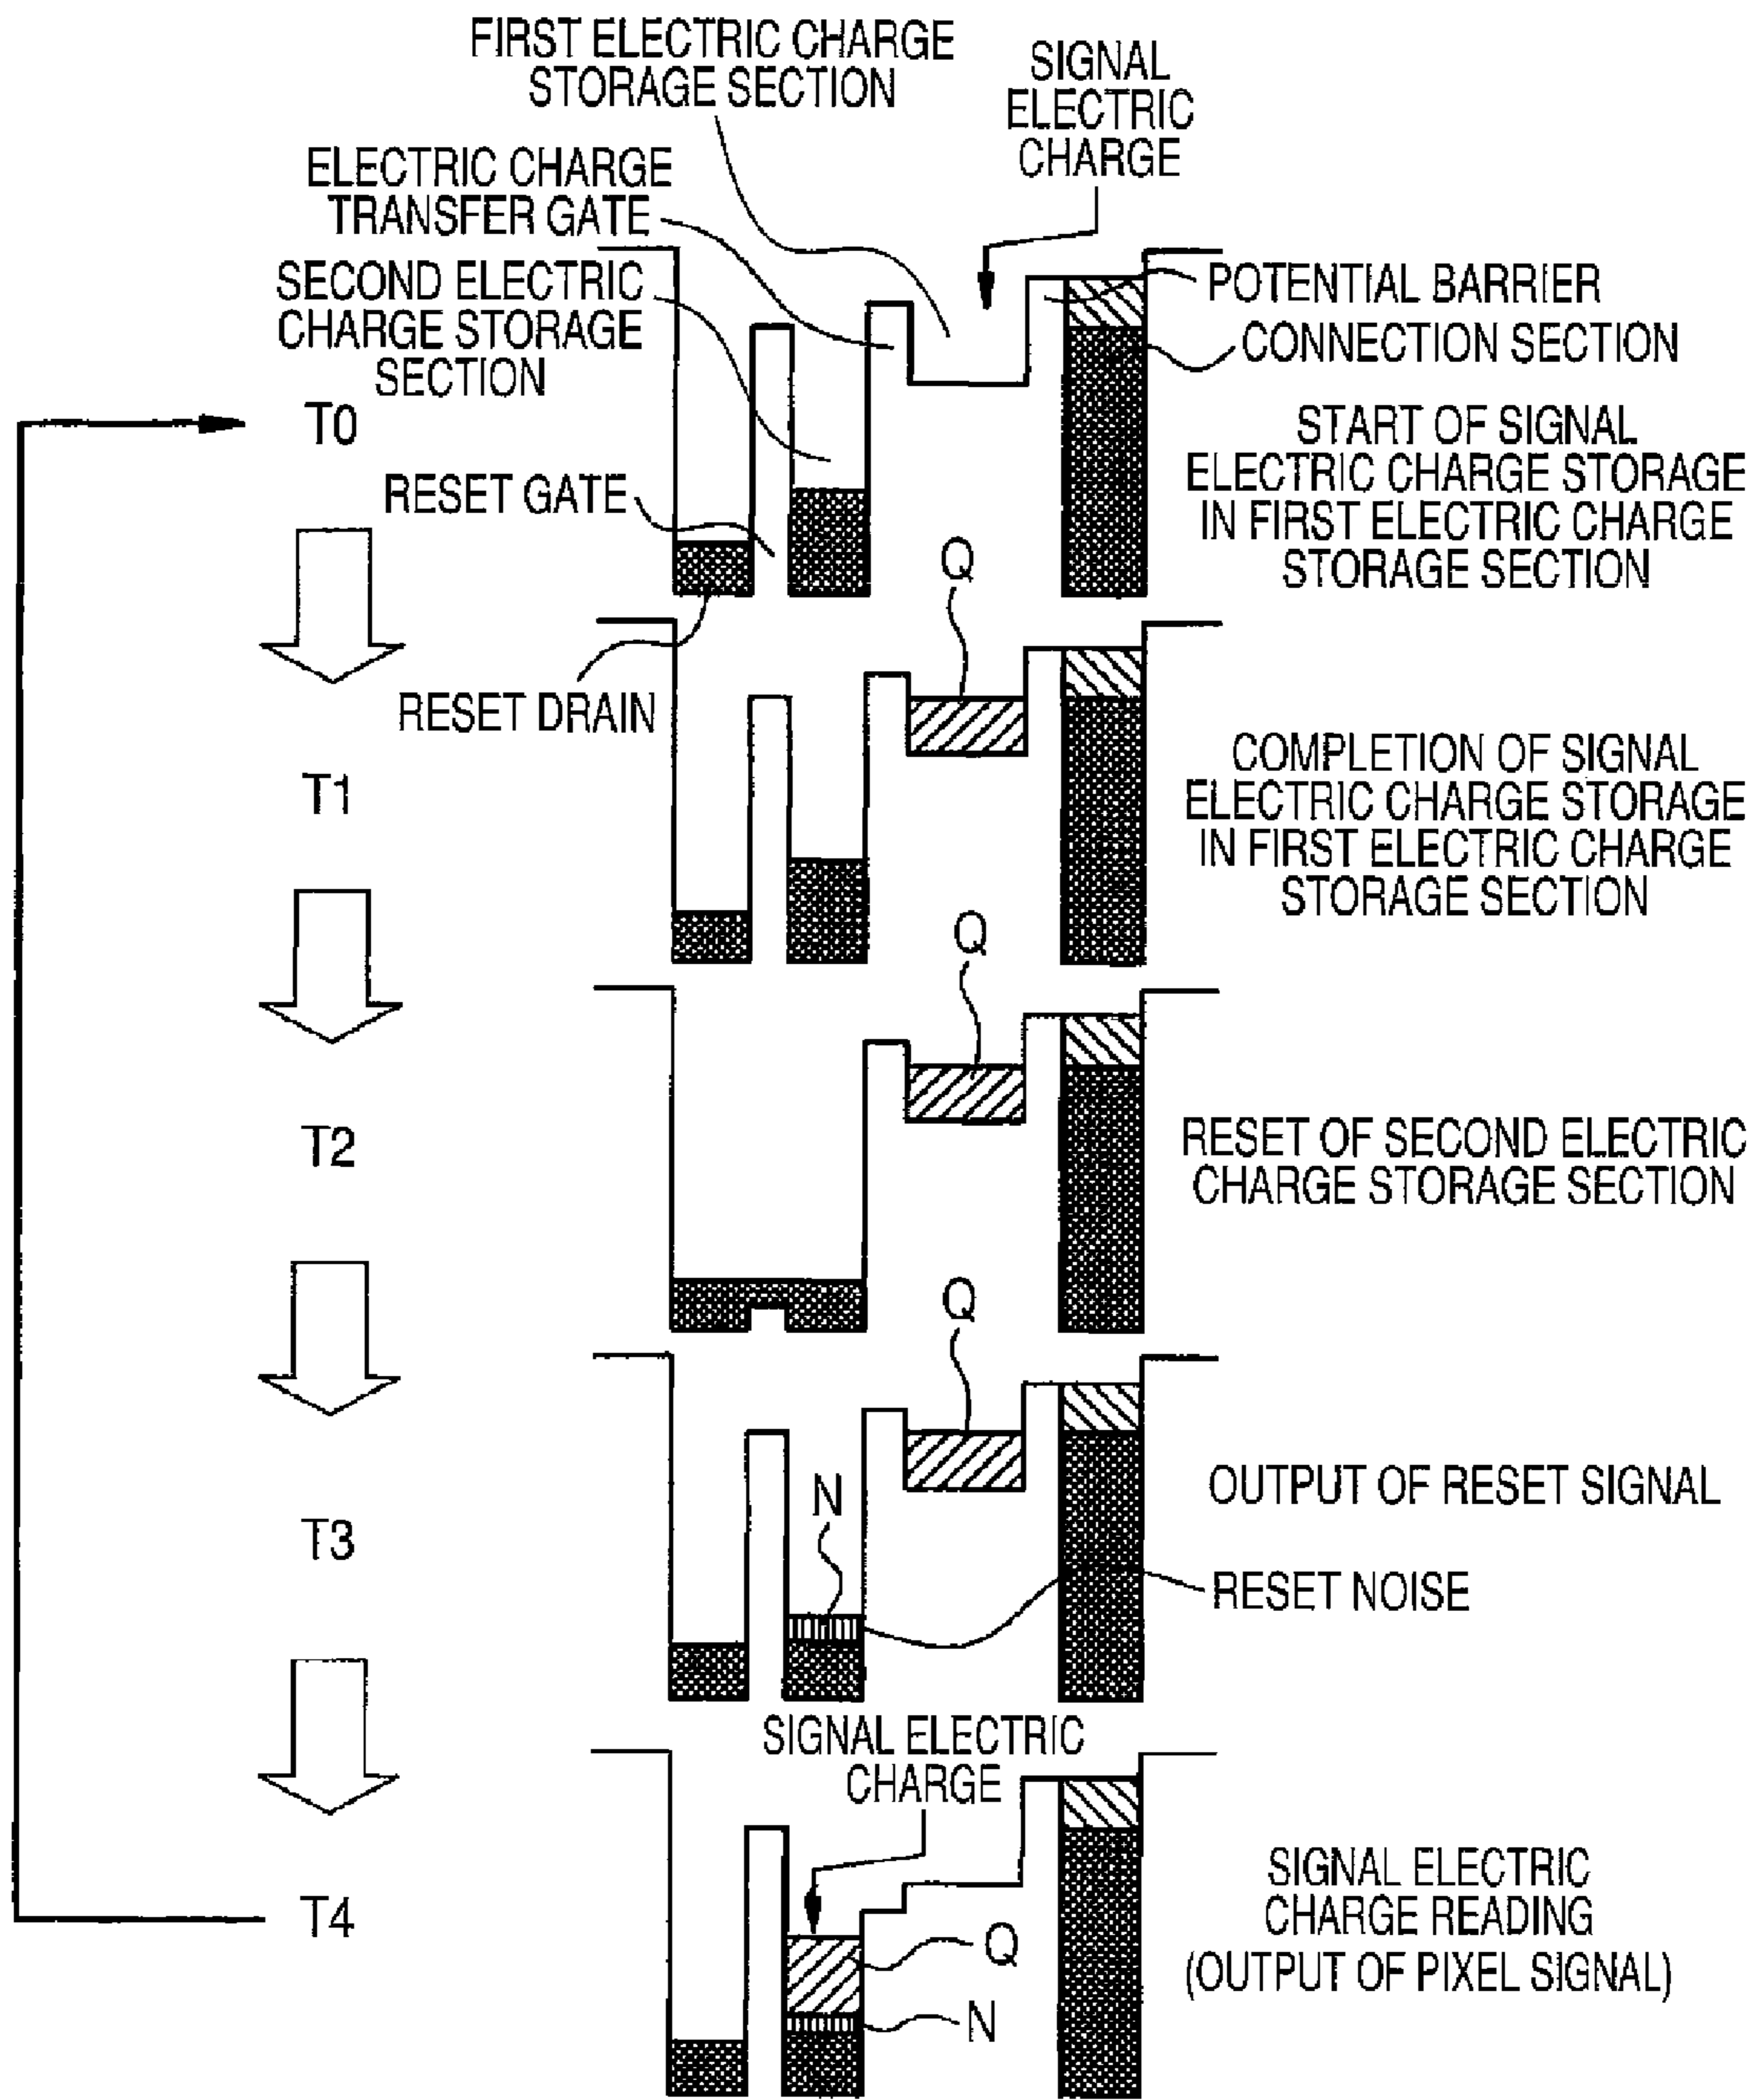 FIRST ELECTRIC CHARGE
STORAGE SECTION
SIGNAL
ELECTRIC
CHARGE
ELECTRIC CHARGE
TRANSFER GATE
SECOND ELECTRIC
CHARGE STORAGE
SECTION
POTENTIAL BARRIER
CONNECTION SECTION
T0
RESET GATE
START OF SIGNAL
ELECTRIC CHARGE STORAGE
IN FIRST ELECTRIC CHARGE
STORAGE SECTION
Q
RESET DRAIN
T1
COMPLETION OF SIGNAL
ELECTRIC CHARGE STORAGE
IN FIRST ELECTRIC CHARGE
STORAGE SECTION
Q
T2
RESET OF SECOND ELECTRIC
CHARGE STORAGE SECTION
Q
T3
N
OUTPUT OF RESET SIGNAL
RESET NOISE
SIGNAL ELECTRIC
CHARGE
T4
Q
N
SIGNAL ELECTRIC
CHARGE READING
(OUTPUT OF PIXEL SIGNAL)